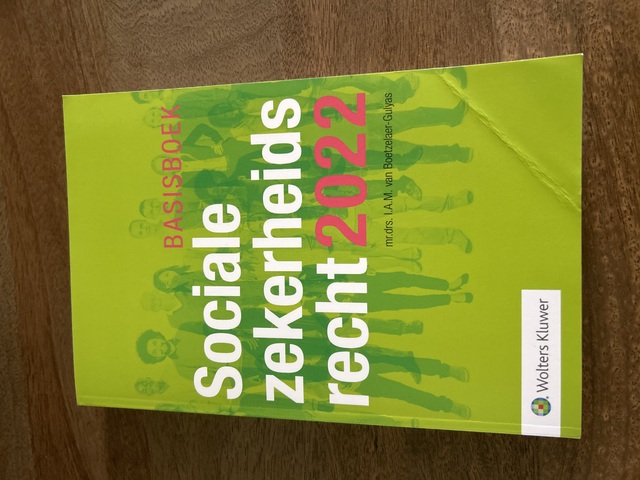 BASISBOEK
Sociale
zekerheids
recht 2022
mr.drs. I.A.M. van Boetzelaer-Gulyas
Wolters Kluwer